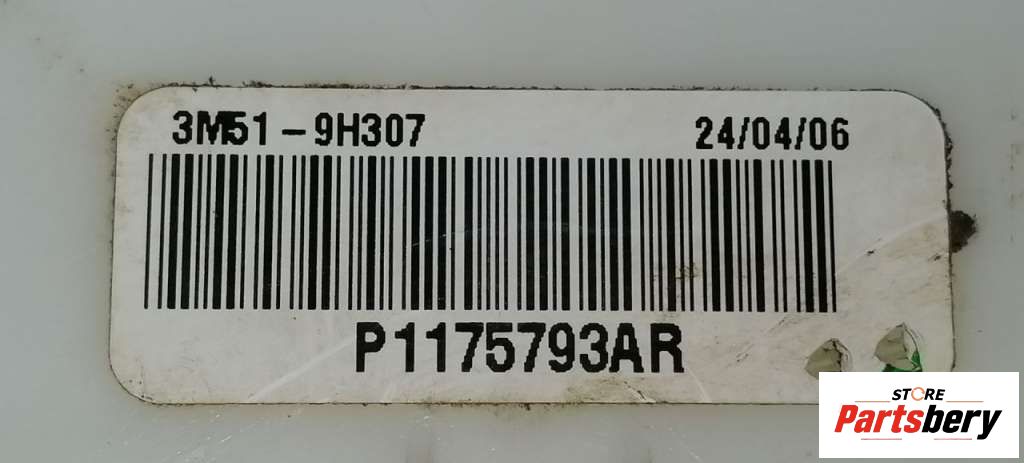 3M51-9H307 24/04/06
P1175793AR
STORE
Partsbery